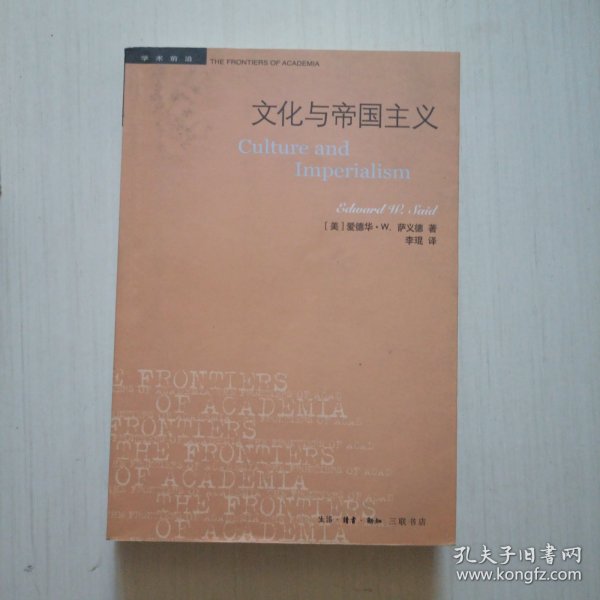 学术前沿 THE FRONTIERS OF ACADEMIA
文化与帝国主义
Culture and
Imperialism
Edward W. Said
[美]爱德华·W. 萨义德 著
李琨 译
HE FRONTIERS
OF ACADEMIA
FRONTIERS
THE FRONTIERS
OF ACADEMIA
THE FRONTIERS
OF ACADEMIA
生活·读书·新知 三联书店
孔夫子旧书网
www.kongfz.com